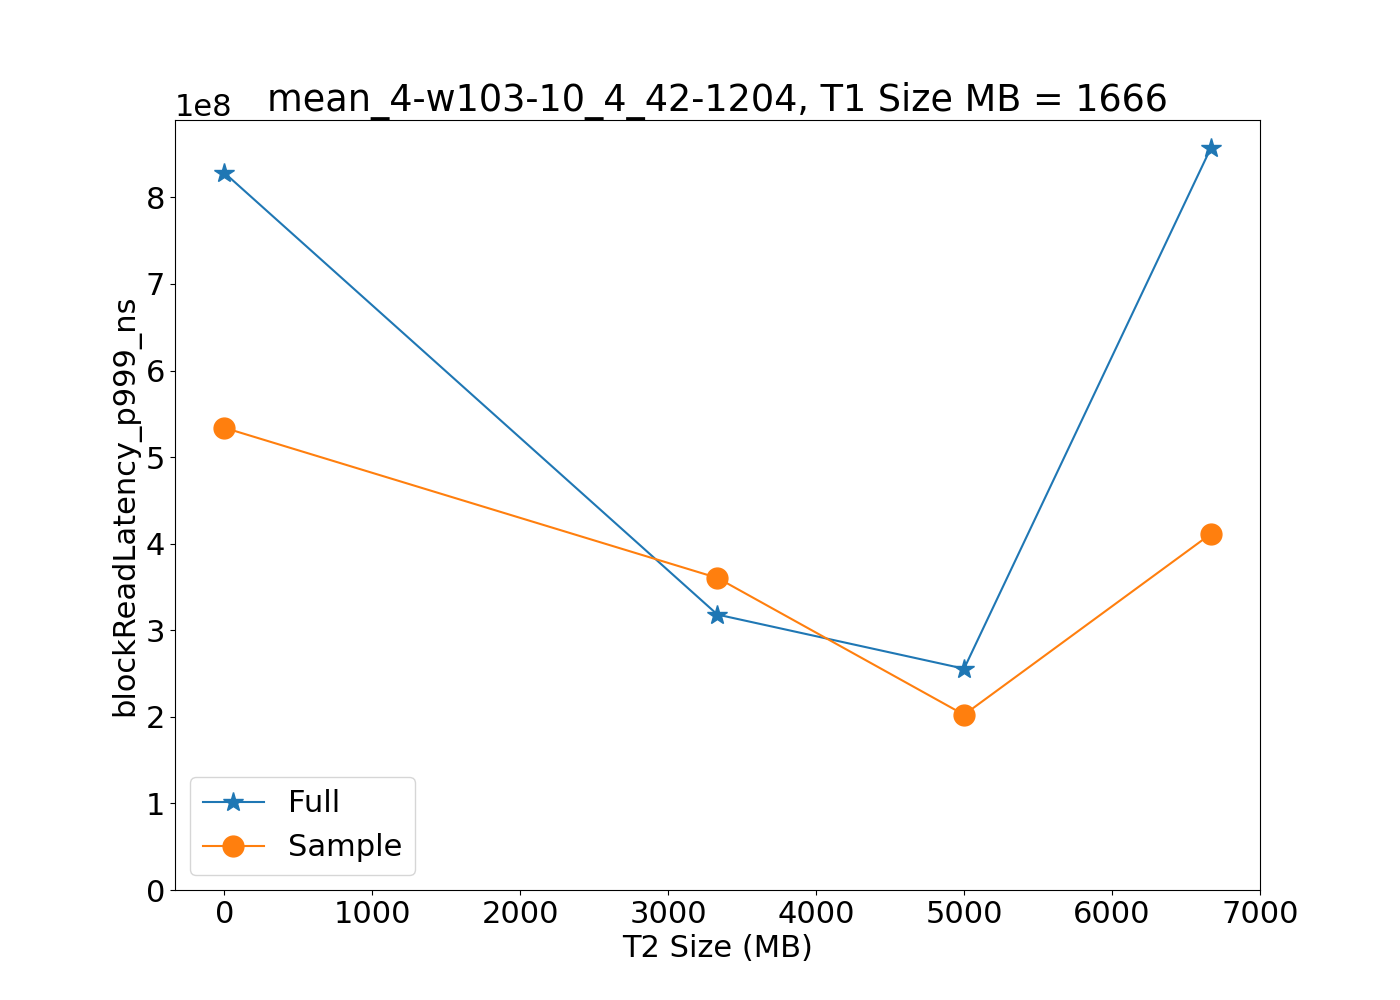 1e8
mean_4-w103-10_4_42-1204, T1 Size MB = 1666
blockReadLatency_p999_ns
8
7
6
5
4
3
2
1
0
Full
Sample
0 1000 2000 3000 4000 5000 6000 7000
T2 Size (MB)